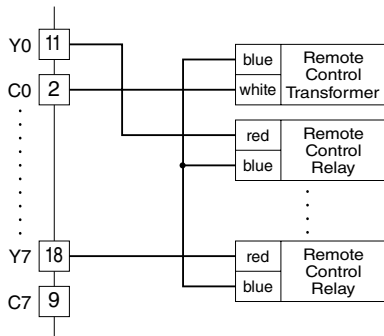 Y0 11
C0 2
Y7 18
C7 9
blue
white
Remote
Control
Transformer
red
blue
Remote
Control
Relay
red
blue
Remote
Control
Relay